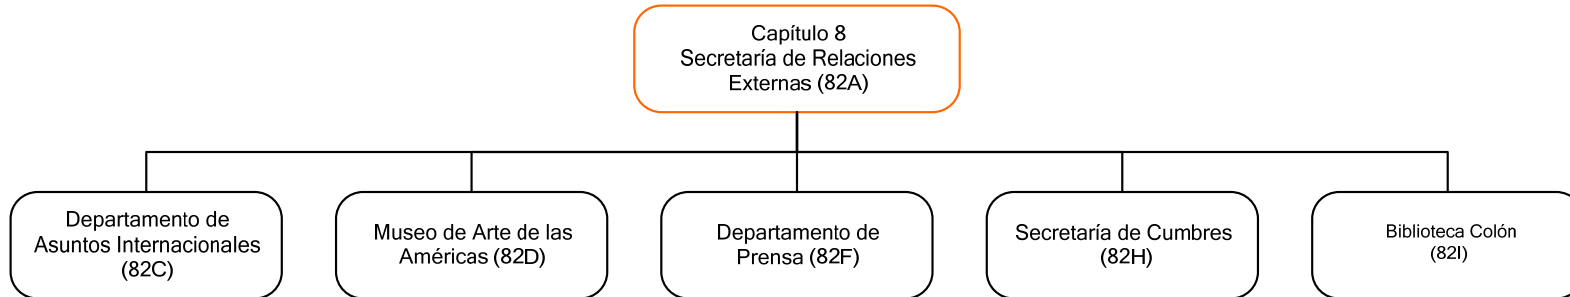 Capítulo 8
Secretaría de Relaciones
Externas (82A)
Departamento de
Asuntos Internacionales
(82C)
Museo de Arte de las
Américas (82D)
Departamento de
Prensa (82F)
Secretaría de Cumbres
(82H)
Biblioteca Colón
(82I)